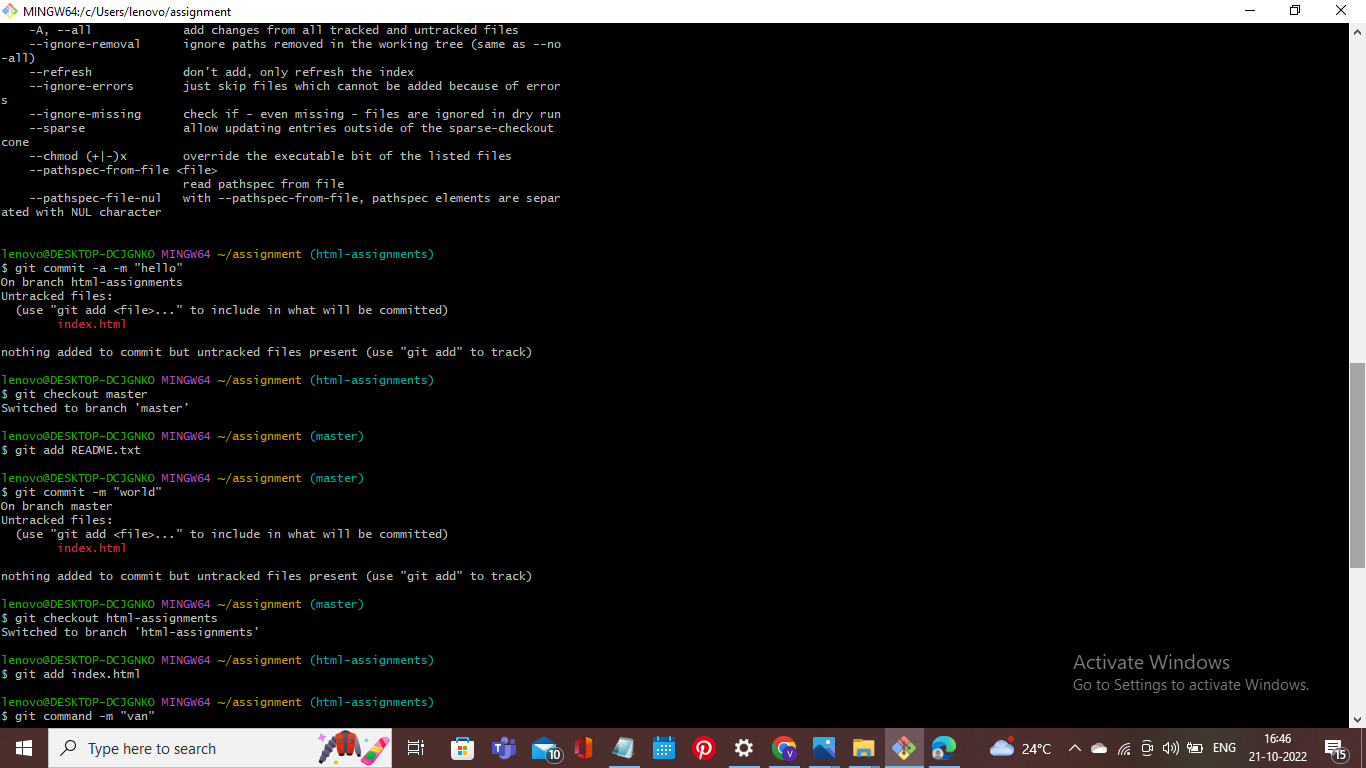 MINGW64:/c/Users/lenovo/assignment
-A, --all             add changes from all tracked and untracked files
--ignore-removal      ignore paths removed in the working tree (same as --no
-all)
--refresh             don't add, only refresh the index
--ignore-errors       just skip files which cannot be added because of error
s
--ignore-missing      check if - even missing - files are ignored in dry run
--sparse              allow updating entries outside of the sparse-checkout
cone
--chmod (+|-)x        override the executable bit of the listed files
--pathspec-from-file <file>
read pathspec from file
--pathspec-file-nul   with --pathspec-from-file, pathspec elements are separ
ated with NUL character
lenovo@DESKTOP-DCJGNKO MINGW64 ~/assignment (html-assignments)
$ git commit -a -m "hello"
On branch html-assignments
Untracked files:
(use "git add <file>..." to include in what will be committed)
index.html
nothing added to commit but untracked files present (use "git add" to track)
lenovo@DESKTOP-DCJGNKO MINGW64 ~/assignment (html-assignments)
$ git checkout master
Switched to branch 'master'
lenovo@DESKTOP-DCJGNKO MINGW64 ~/assignment (master)
$ git add README.txt
lenovo@DESKTOP-DCJGNKO MINGW64 ~/assignment (master)
$ git commit -m "world"
On branch master
Untracked files:
(use "git add <file>..." to include in what will be committed)
index.html
nothing added to commit but untracked files present (use "git add" to track)
lenovo@DESKTOP-DCJGNKO MINGW64 ~/assignment (master)
$ git checkout html-assignments
Switched to branch 'html-assignments'
lenovo@DESKTOP-DCJGNKO MINGW64 ~/assignment (html-assignments)
$ git add index.html
lenovo@DESKTOP-DCJGNKO MINGW64 ~/assignment (html-assignments)
$ git command -m "van"
Activate Windows
Go to Settings to activate Windows.
Type here to search
10
V
24°C
ENG
16:46
21-10-2022
15